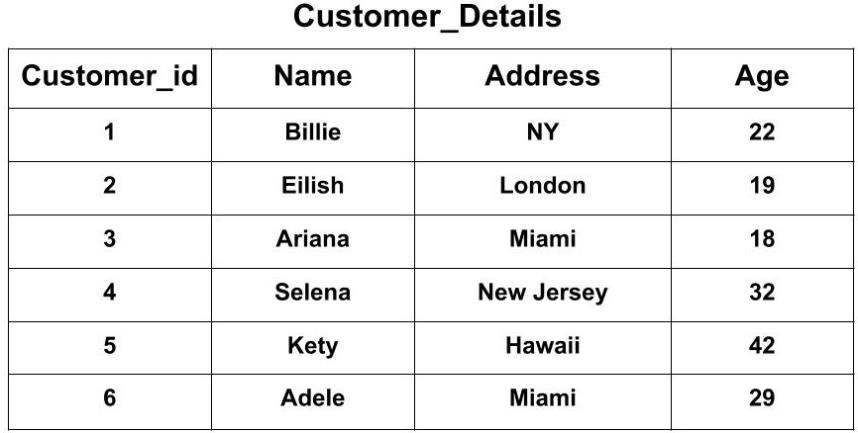 Customer_Details
Customer_id Name Address Age
1 Billie NY 22
2 Eilish London 19
3 Ariana Miami 18
4 Selena New Jersey 32
5 Kety Hawaii 42
6 Adele Miami 29